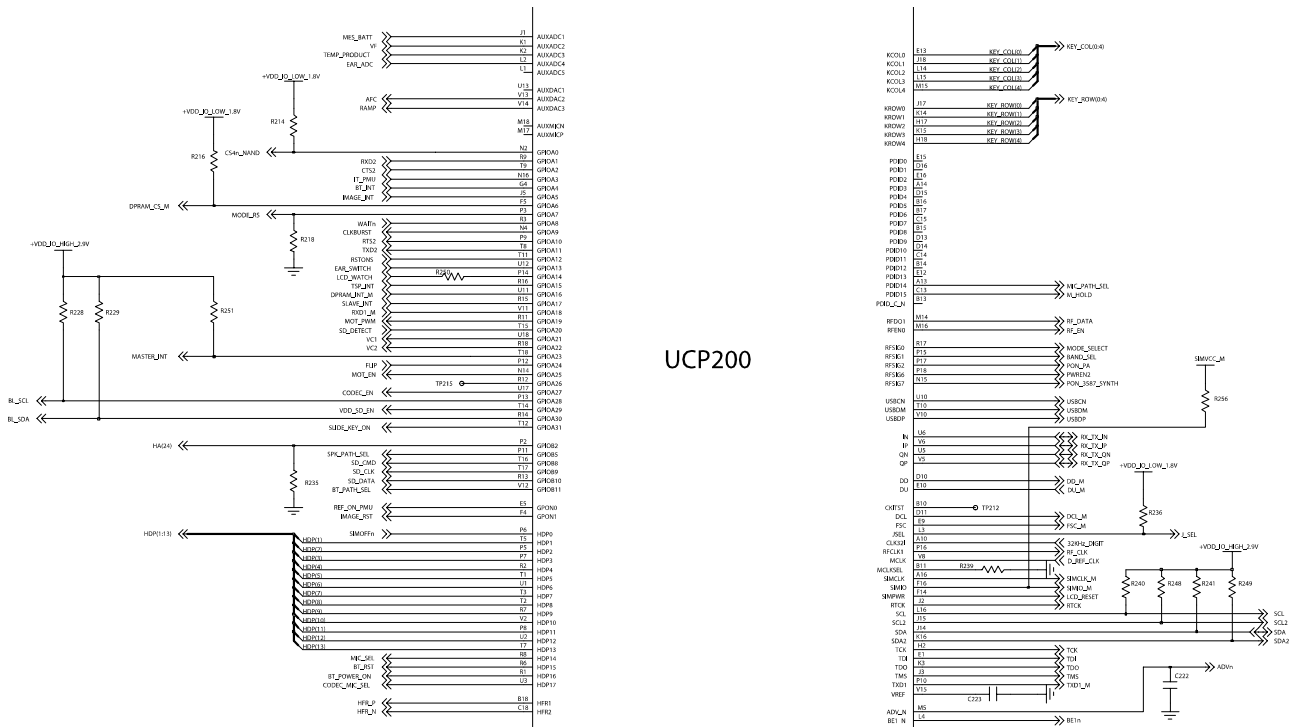 MES_BATT J1 AUXADC1
VF K1 AUXADC2
TEMP_PRODUCT K2 AUXADC3
EAR_ADC L2 AUXADC4
L1 AUXADC5
+VDD_IO_LOW_1.8V
R214
U13 AUXDAC1
AFC V13 AUXDAC2
RAMP V14 AUXDAC3
+VDD_IO_LOW_1.8V
R216
M18 AUXMICN
M17 AUXMICP
CS4n_NAND N2 GPIOA0
RXD2 R9 GPIOA1
CTS2 T9 GPIOA2
IT_PMU N16 GPIOA3
BT_INT G4 GPIOA4
IMAGE_INT J5 GPIOA5
DPRAM_CS_M F5 GPIOA6
MODE_RS P3 GPIOA7
R218
WAITn R3 GPIOA8
CLKBURST N4 GPIOA9
RTS2 P9 GPIOA10
TXD2 T8 GPIOA11
RSTONS T11 GPIOA12
EAR_SWITCH U12 GPIOA13
LCD_WATCH R250 P14 GPIOA14
TSP_INT R16 GPIOA15
DPRAM_INT_M U11 GPIOA16
SLAVE_INT R15 GPIOA17
RXD1_M V11 GPIOA18
MOT_PWM R11 GPIOA19
SD_DETECT T15 GPIOA20
VC1 U18 GPIOA21
VC2 R18 GPIOA22
+VDD_IO_HIGH_2.9V
R228
R229
R251
MASTER_INT T18 GPIOA23
FLIP P12 GPIOA24
MOT_EN N14 GPIOA25
TP215 R12 GPIOA26
CODEC_EN U17 GPIOA27
BL_SCL P13 GPIOA28
VDD_SD_EN T14 GPIOA29
BL_SDA R14 GPIOA30
SLIDE_KEY_ON T12 GPIOA31
HA(24) P2 GPIOB2
R235
SPK_PATH_SEL P11 GPIOB5
SD_CMD T16 GPIOB8
SD_CLK T17 GPIOB9
SD_DATA R13 GPIOB10
BT_PATH_SEL V12 GPIOB11
REF_ON_PMU E5 GPON0
IMAGE_RST F4 GPON1
HDP(1:13)
SIMOFFn P6 HDP0
HDP(1) T5 HDP1
HDP(2) P5 HDP2
HDP(3) P7 HDP3
HDP(4) R2 HDP4
HDP(5) T1 HDP5
HDP(6) U1 HDP6
HDP(7) T3 HDP7
HDP(8) T2 HDP8
HDP(9) R7 HDP9
HDP(10) V2 HDP10
HDP(11) P8 HDP11
HDP(12) U2 HDP12
HDP(13) T7 HDP13
MIC_SEL R8 HDP14
BT_RST R6 HDP15
BT_POWER_ON R1 HDP16
CODEC_MIC_SEL U3 HDP17
HFR_P B18 HFR1
HFR_N C18 HFR2
UCP200
KCOL0 E13 KEY_COL(0)
KCOL1 J18 KEY_COL(1)
KCOL2 L14 KEY_COL(2)
KCOL3 L15 KEY_COL(3)
KCOL4 M15 KEY_COL(4)
KEY_COL(0:4)
KROW0 J17 KEY_ROW(0)
KROW1 K14 KEY_ROW(1)
KROW2 H17 KEY_ROW(2)
KROW3 K15 KEY_ROW(3)
KROW4 H18 KEY_ROW(4)
KEY_ROW(0:4)
PDID0 E15
PDID1 D16
PDID2 E16
PDID3 A14
PDID4 D15
PDID5 B16
PDID6 B17
PDID7 C15
PDID8 B15
PDID9 D13
PDID10 D14
PDID11 C14
PDID12 B14
PDID13 E12
PDID14 A13 MIC_PATH_SEL
PDID15 C13 M_HOLD
PDID_C_N B13
RFDO1 M14 RF_DATA
RFEN0 M16 RF_EN
RFSIG0 R17 MODE_SELECT
RFSIG1 P15 BAND_SEL
RFSIG2 P17 PON_PA
RFSIG6 P18 PWREN2
RFSIG7 N15 PON_3587_SYNTH
SIMVCC_M
R256
USBCN U10 USBCN
USBDM T10 USBDM
USBDP V10 USBDP
IN U6 RX_TX_IN
IP V6 RX_TX_IP
QN U5 RX_TX_QN
QP V5 RX_TX_QP
+VDD_IO_LOW_1.8V
R236
DD D10 DD_M
DU E10 DU_M
CKITST B10 TP212
DCL D11 DCL_M
FSC E9 FSC_M
JSEL L3 J_SEL
CLK32I A10 32KHz_DIGIT
RFCLK1 P16 RF_CLK
MCLK V8 D_REF_CLK
MCLKSEL B11 R239
+VDD_IO_HIGH_2.9V
R240
R248
R241
R249
SIMCLK A16 SIMCLK_M
SIMIO F16 SIMIO_M
SIMPWR F14 LCD_RESET
RTCK J2 RTCK
SCL L16 SCL
SCL2 J15 SCL2
SDA J14 SDA
SDA2 K16 SDA2
TCK H2 TCK
TDI E1 TDI
TDO K3 TDO
TMS J3 TMS
TXD1 P10 TXD1_M
VREF V15 C223
ADVn
C222
ADV_N M5
BE1_N L4 BE1n